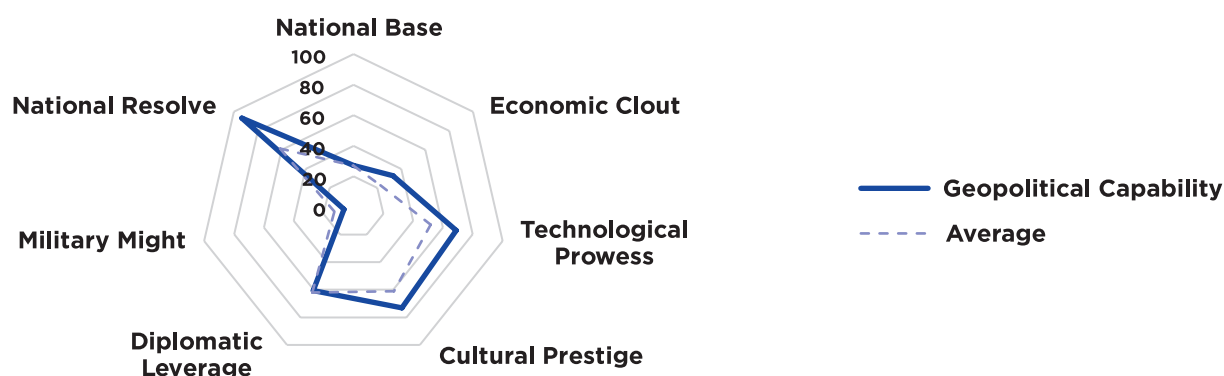 National Base
100
80
60
40
20
0
National Resolve
Economic Clout
Military Might
Technological
Prowess
Diplomatic
Leverage
Cultural Prestige
Geopolitical Capability
Average